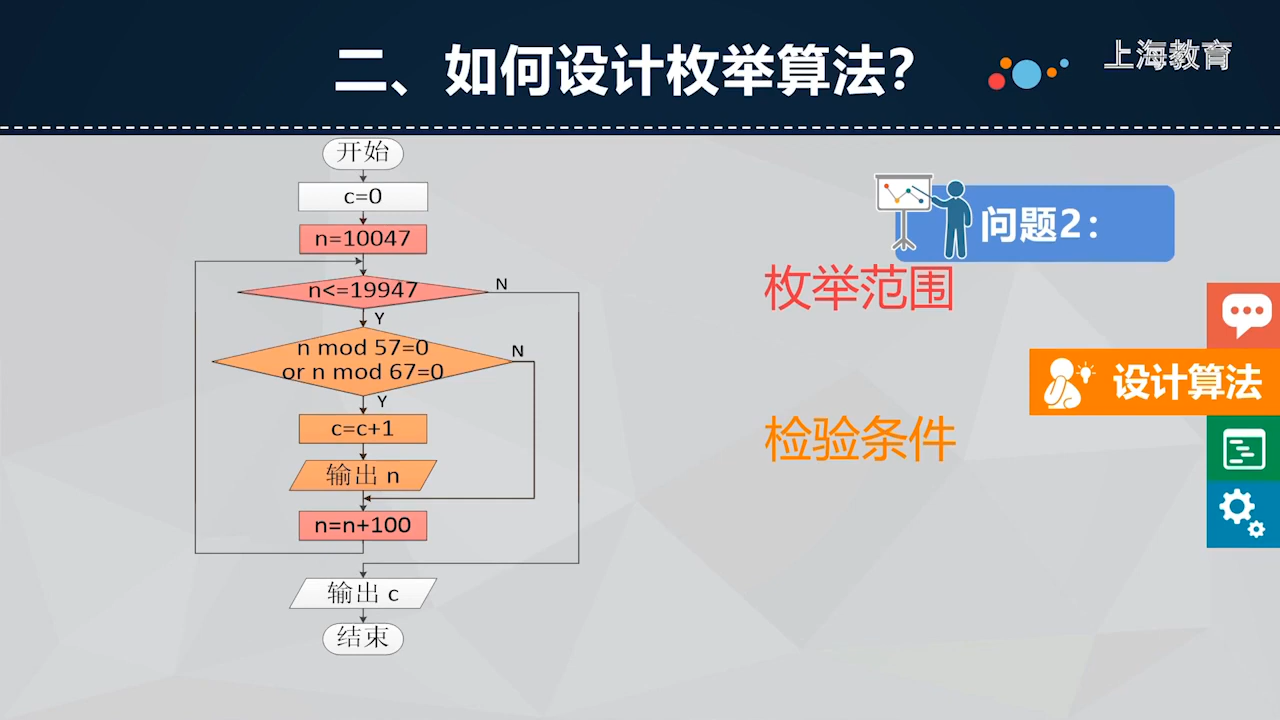 二、如何设计枚举算法？
上海教育
开始
c=0
n=10047
n<=19947
N
Y
n mod 57=0
or n mod 67=0
N
Y
c=c+1
输出 n
n=n+100
输出 c
结束
问题2：
枚举范围
设计算法
检验条件